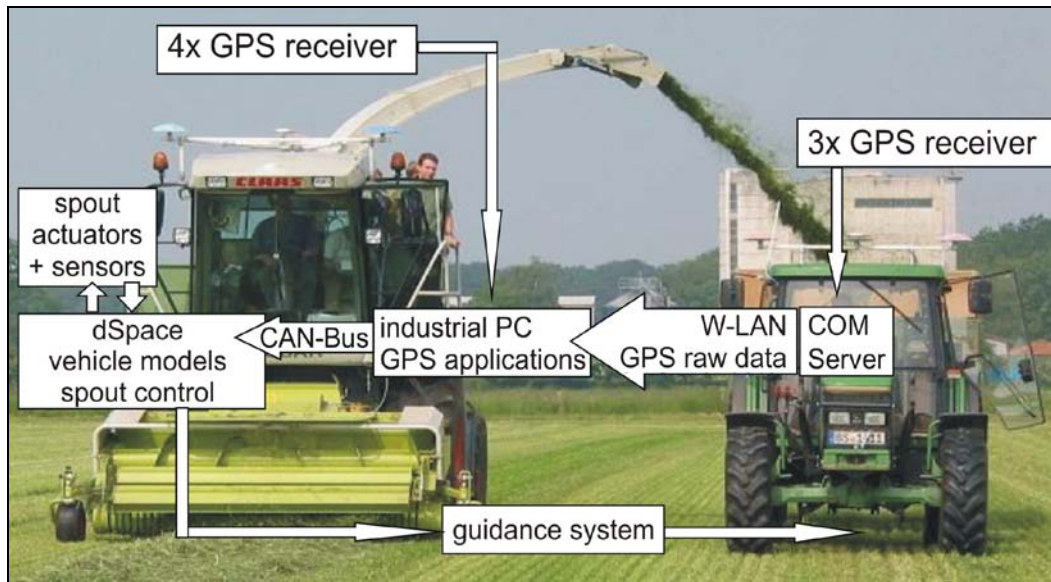 4x GPS receiver
3x GPS receiver
CLAAS
spout
actuators
+ sensors
dSpace
vehicle models
spout control
CAN-Bus
industrial PC
GPS applications
W-LAN
GPS raw data
COM
Server
guidance system